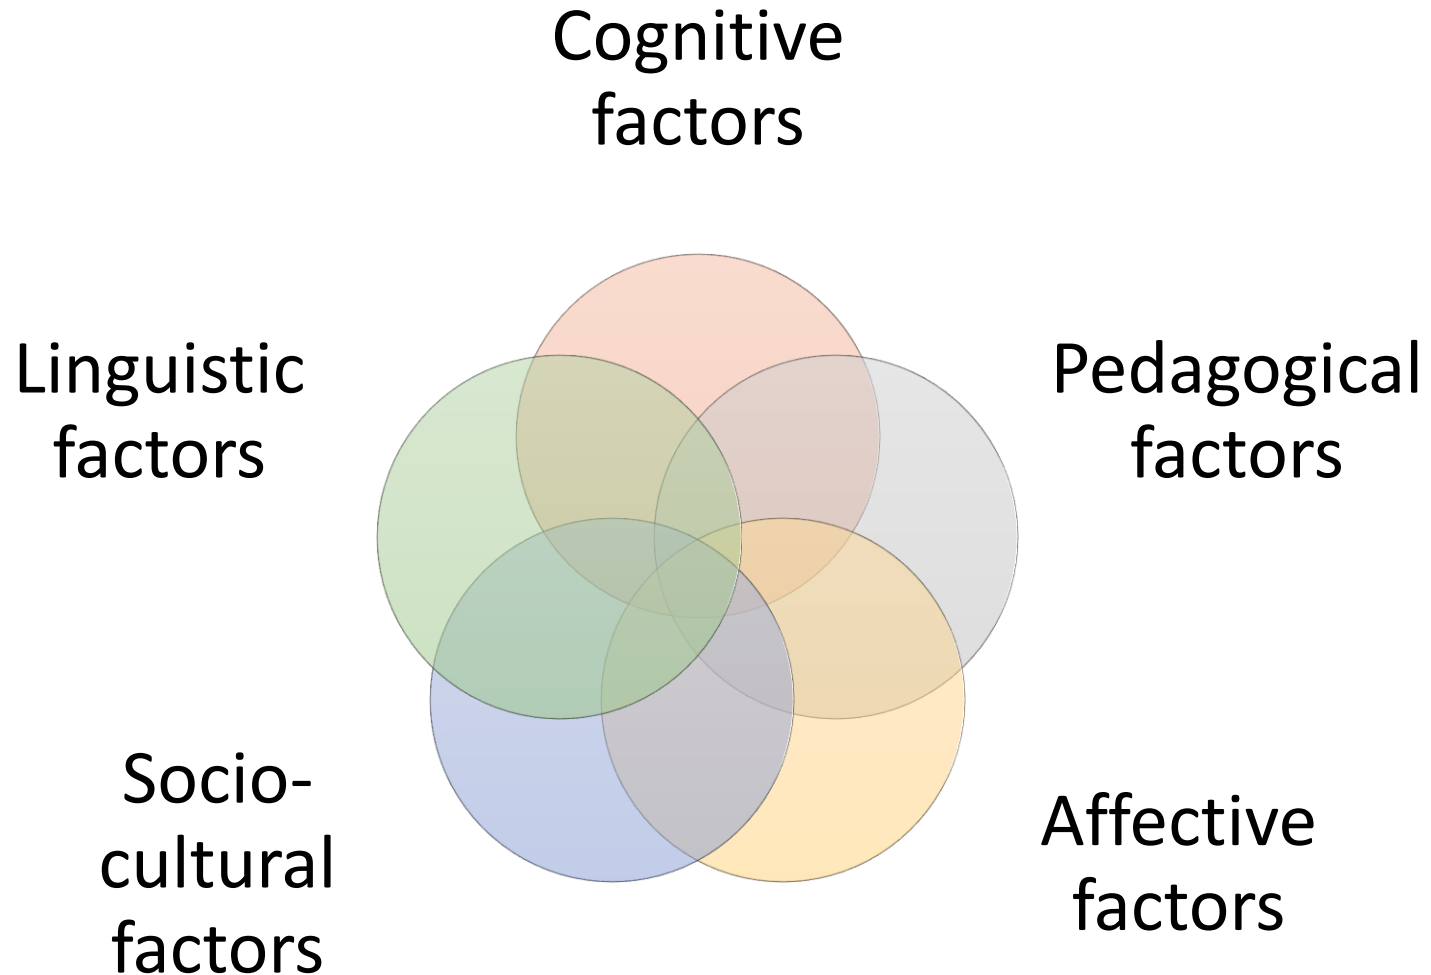 Cognitive
factors
Linguistic
factors
Pedagogical
factors
Socio-
cultural
factors
Affective
factors